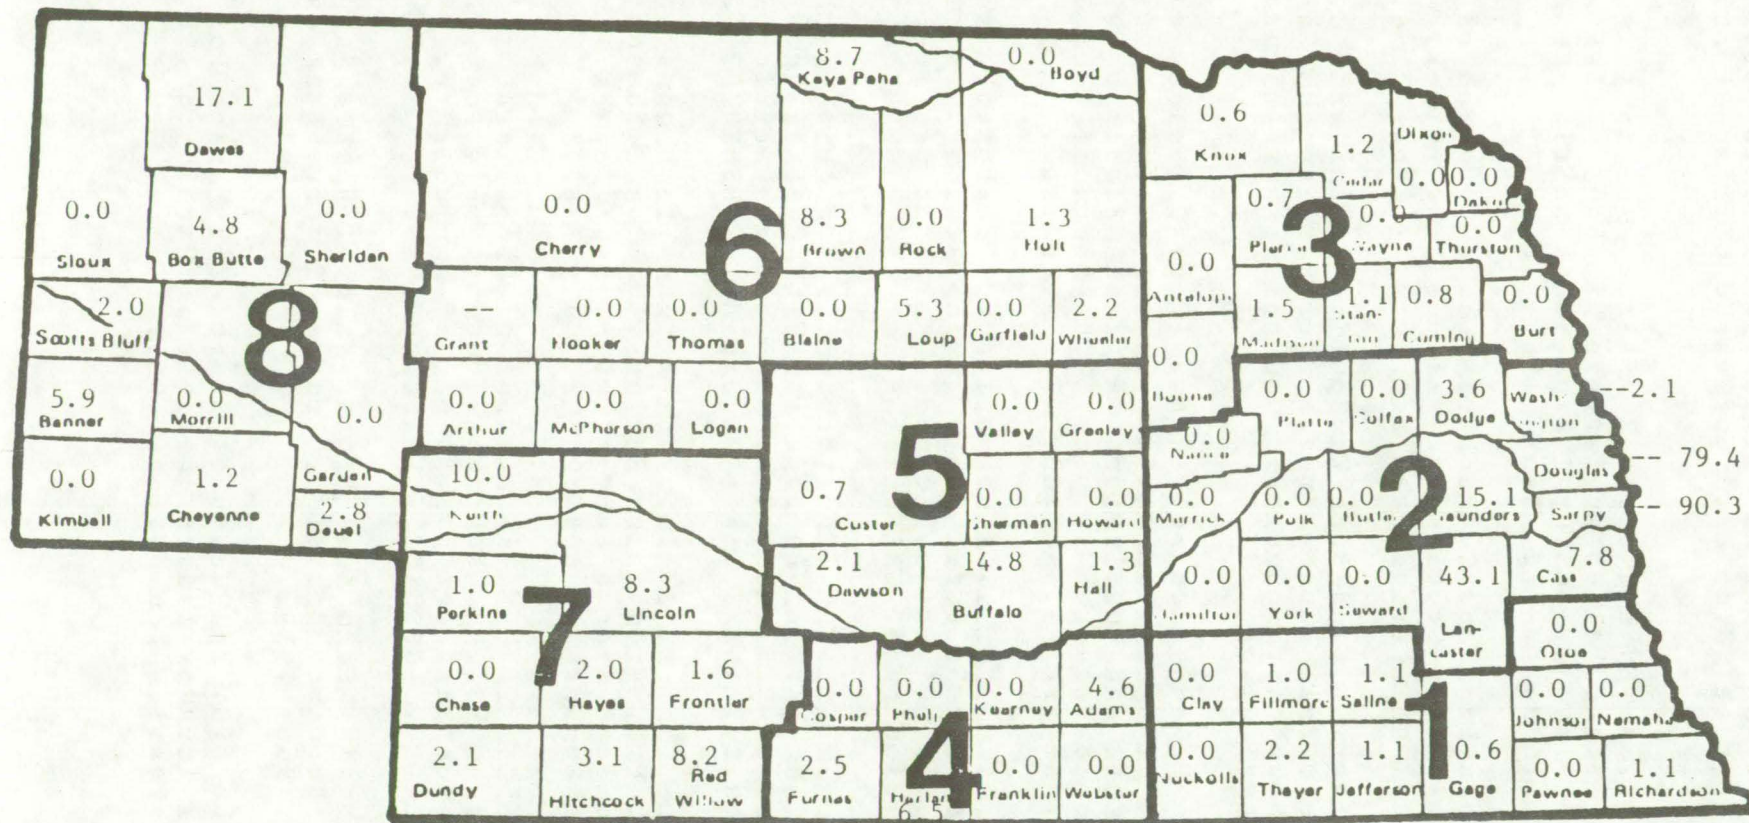 8.7
Keya Paha
0.0
Boyd
17.1
Dawes
0.6
Knox
1.2
Cedar
Dixon
0.0
0.0
Dakota
0.0
Sioux
4.8
Box Butte
0.0
Sheridan
0.0
Cherry
6
8.3
Brown
0.0
Rock
1.3
Holt
0.7
Pierce
3
0.0
Wayne
0.0
Thurston
0.0
Antelope
2.0
Scotts Bluff
8
--
Grant
0.0
Hooker
0.0
Thomas
0.0
Blaine
5.3
Loup
0.0
Garfield
2.2
Wheeler
1.5
Madison
1.1
Stan-
ton
0.8
Cuming
0.0
Burt
5.9
Banner
0.0
Morrill
0.0
Garden
0.0
Arthur
0.0
McPherson
0.0
Logan
0.0
Valley
0.0
Greeley
0.0
Boone
0.0
Platte
0.0
Colfax
3.6
Dodge
Wash-
ington
--2.1
0.0
Nance
0.0
Kimball
1.2
Cheyenne
2.8
Deuel
10.0
Keith
0.7
Custer
5
0.0
Sherman
0.0
Howard
0.0
Merrick
0.0
Polk
0.0
Butler
2
15.1
Saunders
Douglas
-- 79.4
Sarpy
-- 90.3
1.0
Perkins
8.3
Lincoln
7
2.1
Dawson
14.8
Buffalo
1.3
Hall
0.0
Hamilton
0.0
York
0.0
Seward
43.1
Lan-
caster
7.8
Cass
0.0
Otoe
0.0
Chase
2.0
Hayes
1.6
Frontier
0.0
Gosper
0.0
Phelps
0.0
Kearney
4.6
Adams
0.0
Clay
1.0
Fillmore
1.1
Saline
1
0.0
Johnson
0.0
Nemaha
2.1
Dundy
3.1
Hitchcock
8.2
Red
Willow
2.5
Furnas
4
Harlan
6.5
0.0
Franklin
0.0
Webster
0.0
Nuckolls
2.2
Thayer
1.1
Jefferson
0.6
Gage
0.0
Pawnee
1.1
Richardson